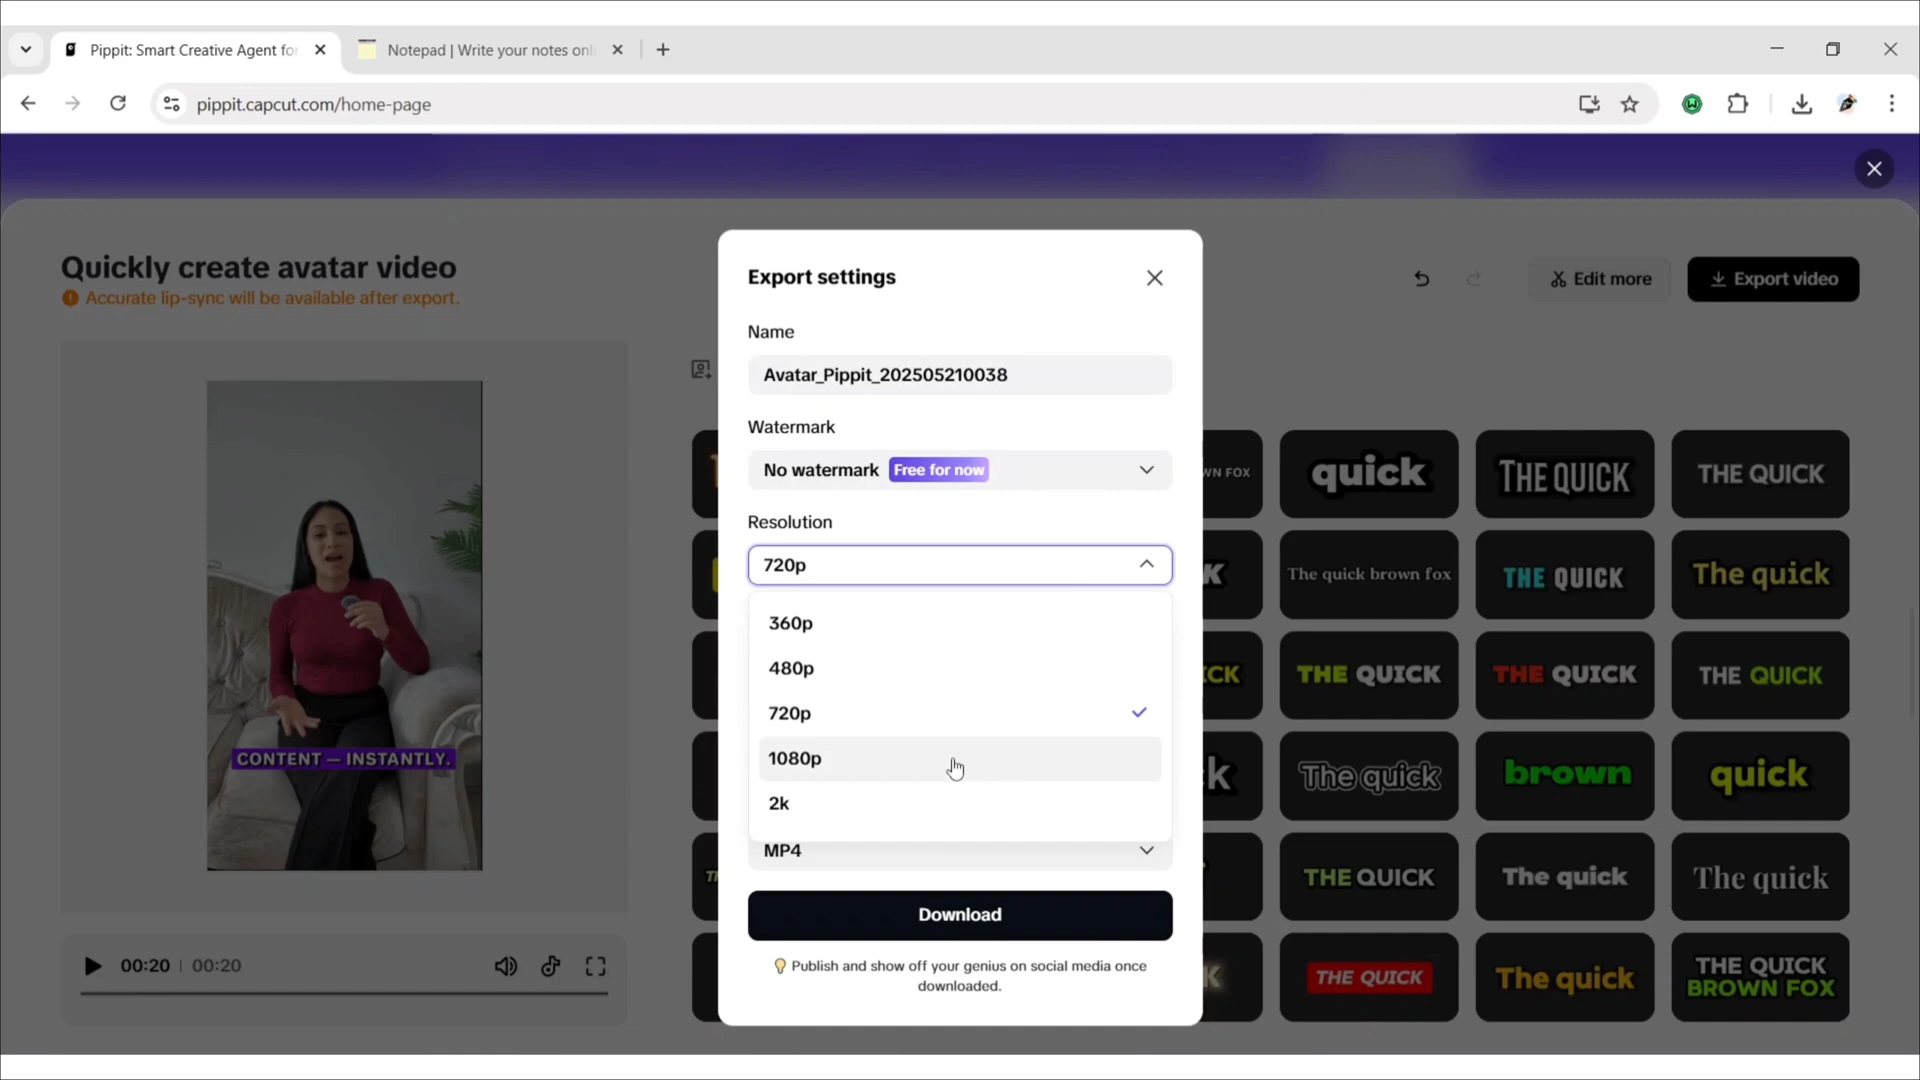 Pippit: Smart Creative Agent for
Notepad | Write your notes onli
pippit.capcut.com/home-page
Quickly create avatar video
Accurate lip-sync will be available after export.
Edit more
Export video
Export settings
Name
Avatar_Pippit_202505210038
Watermark
No watermark Free for now
Resolution
720p
360p
480p
720p
1080p
2k
MP4
Download
Publish and show off your genius on social media once
downloaded.
CONTENT — INSTANTLY.
00:20 | 00:20
WN FOX
quick
THE QUICK
THE QUICK
K
The quick brown fox
THE QUICK
The quick
CK
THE QUICK
THE QUICK
THE QUICK
k
The quick
brown
quick
THE QUICK
The quick
The quick
K
THE QUICK
The quick
THE QUICK
BROWN FOX